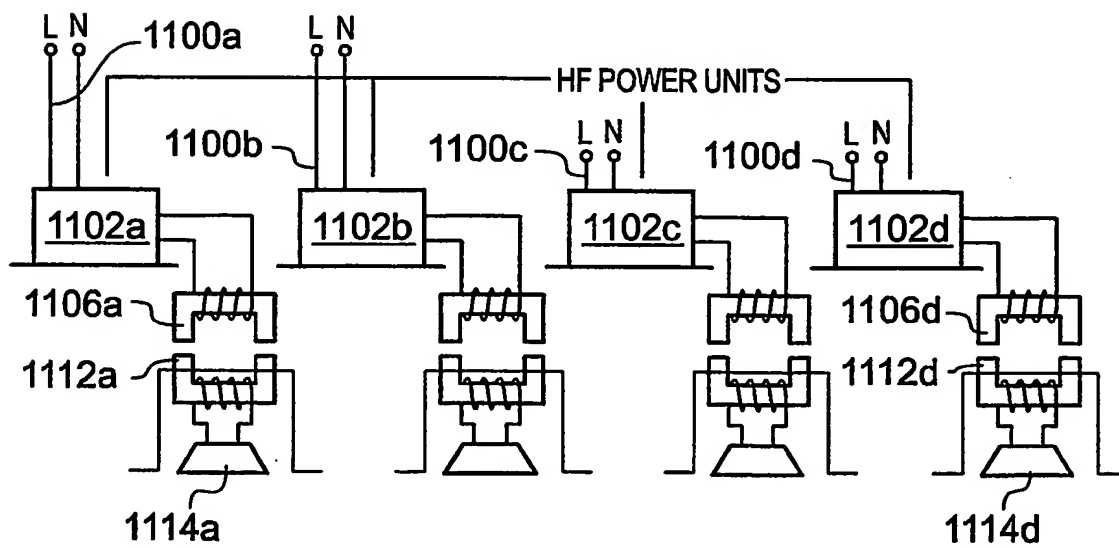 L N
1100a
L N
HF POWER UNITS
1100b
L N
1100c
L N
1100d
1102a
1102b
1102c
1102d
1106a
1106d
1112a
1112d
1114a
1114d